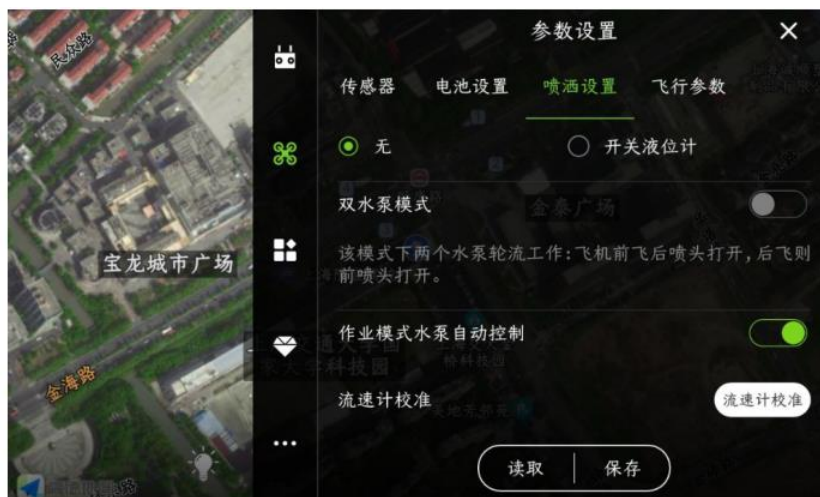 参数设置
民众路
传感器 电池设置 喷洒设置 飞行参数
无 开关液位计
双水泵模式
金泰广场
宝龙城市广场
该模式下两个水泵轮流工作:飞机前飞后喷头打开,后飞则
前喷头打开。
作业模式水泵自动控制
金海路
流速计校准 流速计校准
读取 保存